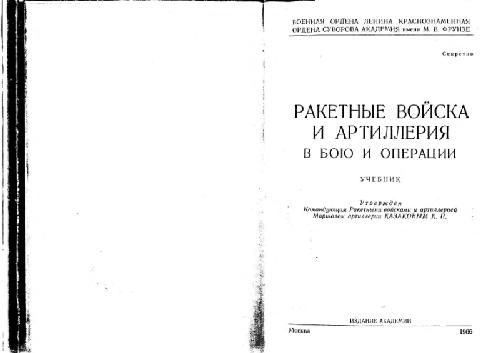 ВОЕННАЯ ОРДЕНА ЛЕНИНА КРАСНОЗНАМЕННАЯ
ОРДЕНА СУВОРОВА АКАДЕМИЯ имени М. В. ФРУНЗЕ
Секретно
РАКЕТНЫЕ ВОЙСКА
И АРТИЛЛЕРИЯ
В БОЮ И ОПЕРАЦИИ
УЧЕБНИК
Утвержден
Командующим Ракетными войсками и артиллерией
Маршалом артиллерии КАЗАКОВЫМ К. П.
ИЗДАНИЕ АКАДЕМИИ
Москва 1966